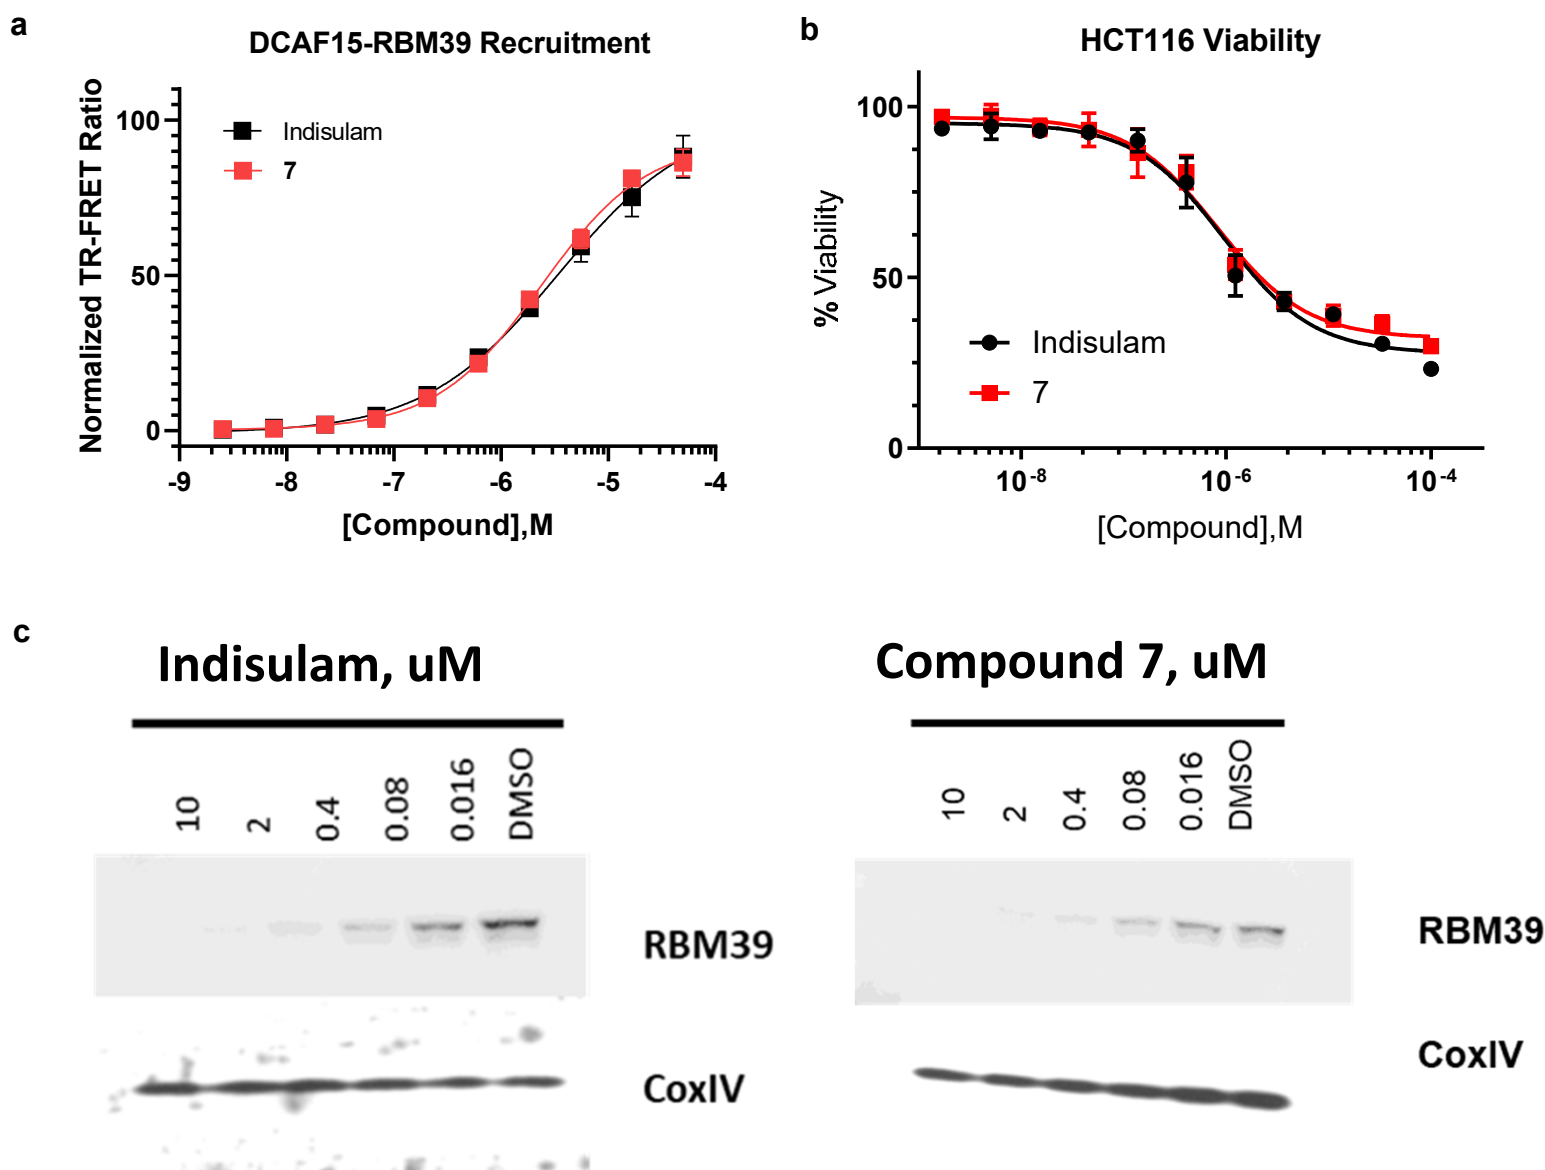 a
DCAF15-RBM39 Recruitment
Normalized TR-FRET Ratio
100
50
0
Indisulam
7
-9 -8 -7 -6 -5 -4
[Compound],M
b
HCT116 Viability
% Viability
100
50
0
Indisulam
7
10-8 10-6 10-4
[Compound],M
c
Indisulam, uM
10 2 0.4 0.08 0.016 DMSO
RBM39
CoxIV
Compound 7, uM
10 2 0.4 0.08 0.016 DMSO
RBM39
CoxIV